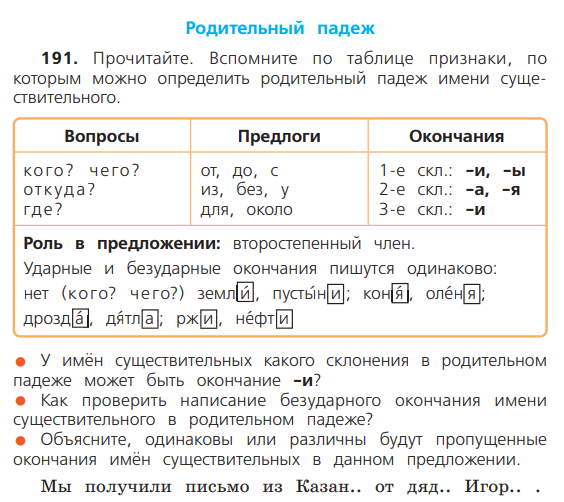 Родительный падеж
191. Прочитайте. Вспомните по таблице признаки, по
которым можно определить родительный падеж имени суще-
ствительного.
Вопросы Предлоги Окончания
кого? чего? от, до, с 1-е скл.: –и, –ы
откуда? из, без, у 2-е скл.: –а, –я
где? для, около 3-е скл.: –и
Роль в предложении: второстепенный член.
Ударные и безударные окончания пишутся одинаково:
нет (кого? чего?) земли́, пусты́ни; коня́, оле́ня;
дрозда́, дя́тла; ржи, не́фти
● У имён существительных какого склонения в родительном
падеже может быть окончание –и?
● Как проверить написание безударного окончания имени
существительного в родительном падеже?
● Объясните, одинаковы или различны будут пропущенные
окончания имён существительных в данном предложении.
Мы получили письмо из Казан.. от дяд.. Игор.. .